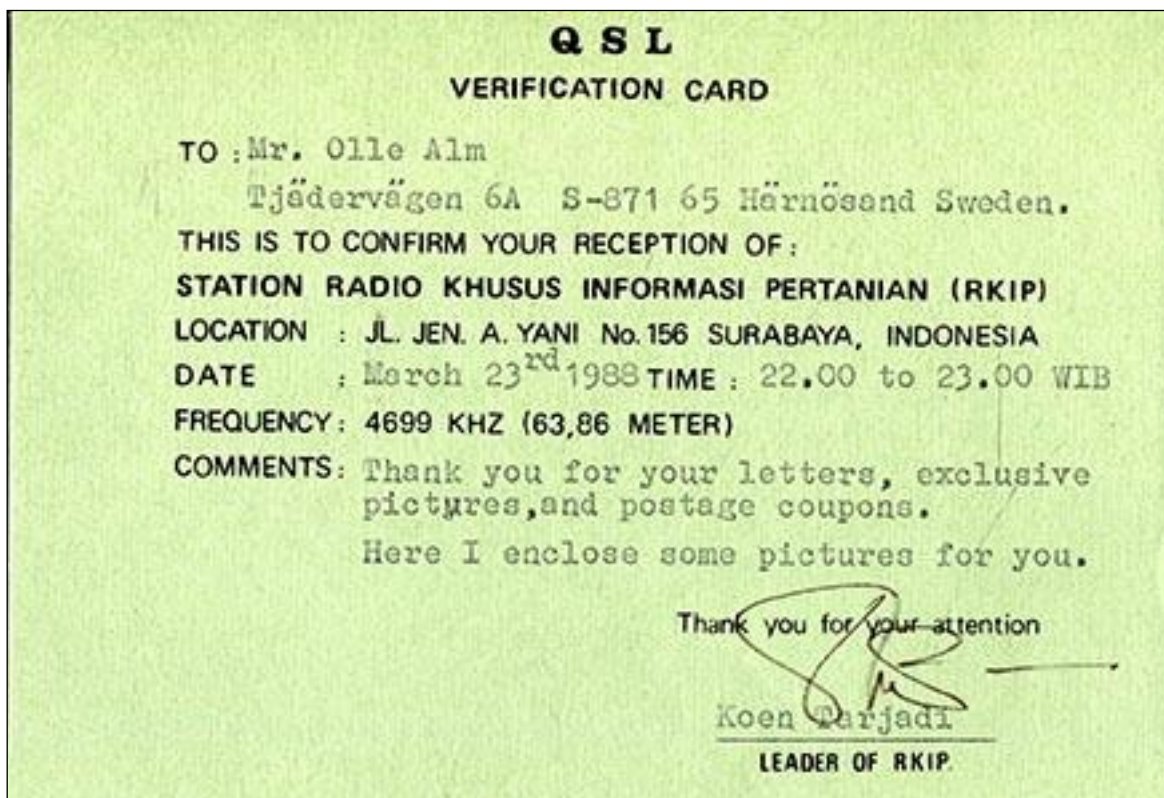 QSL
VERIFICATION CARD
TO : Mr. Olle Alm
Tjädervägen 6A S-871 65 Härnösand Sweden.
THIS IS TO CONFIRM YOUR RECEPTION OF :
STATION RADIO KHUSUS INFORMASI PERTANIAN (RKIP)
LOCATION : JL. JEN. A. YANI No. 156 SURABAYA, INDONESIA
DATE : March 23rd 1988 TIME : 22.00 to 23.00 WIB
FREQUENCY : 4699 KHZ (63,86 METER)
COMMENTS : Thank you for your letters, exclusive
pictures,and postage coupons.
Here I enclose some pictures for you.
Thank you for your attention
Koen Tarjadi
LEADER OF RKIP.